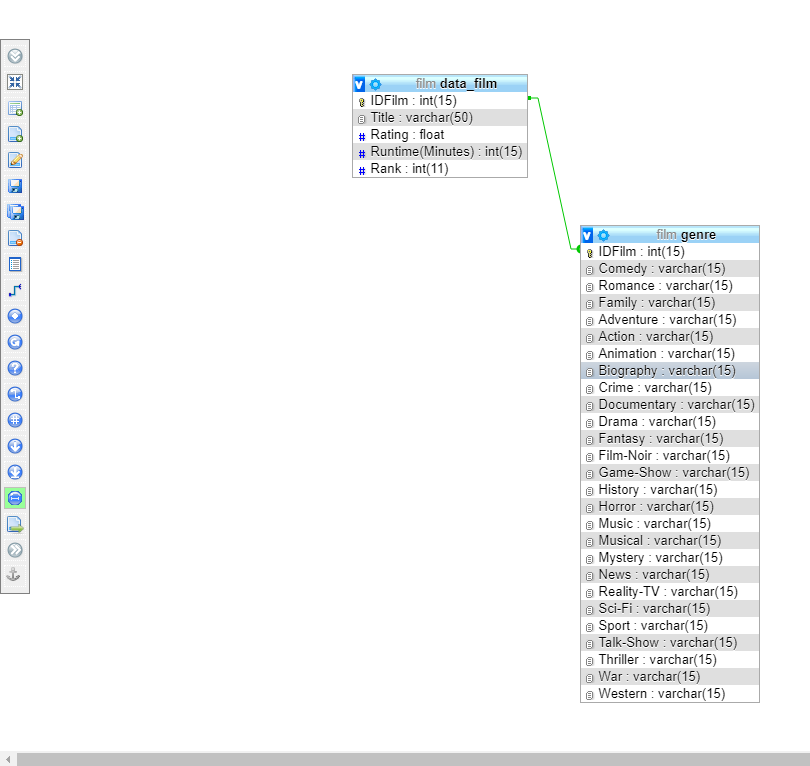 film data_film
IDFilm : int(15)
Title : varchar(50)
Rating : float
Runtime(Minutes) : int(15)
Rank : int(11)
film genre
IDFilm : int(15)
Comedy : varchar(15)
Romance : varchar(15)
Family : varchar(15)
Adventure : varchar(15)
Action : varchar(15)
Animation : varchar(15)
Biography : varchar(15)
Crime : varchar(15)
Documentary : varchar(15)
Drama : varchar(15)
Fantasy : varchar(15)
Film-Noir : varchar(15)
Game-Show : varchar(15)
History : varchar(15)
Horror : varchar(15)
Music : varchar(15)
Musical : varchar(15)
Mystery : varchar(15)
News : varchar(15)
Reality-TV : varchar(15)
Sci-Fi : varchar(15)
Sport : varchar(15)
Talk-Show : varchar(15)
Thriller : varchar(15)
War : varchar(15)
Western : varchar(15)